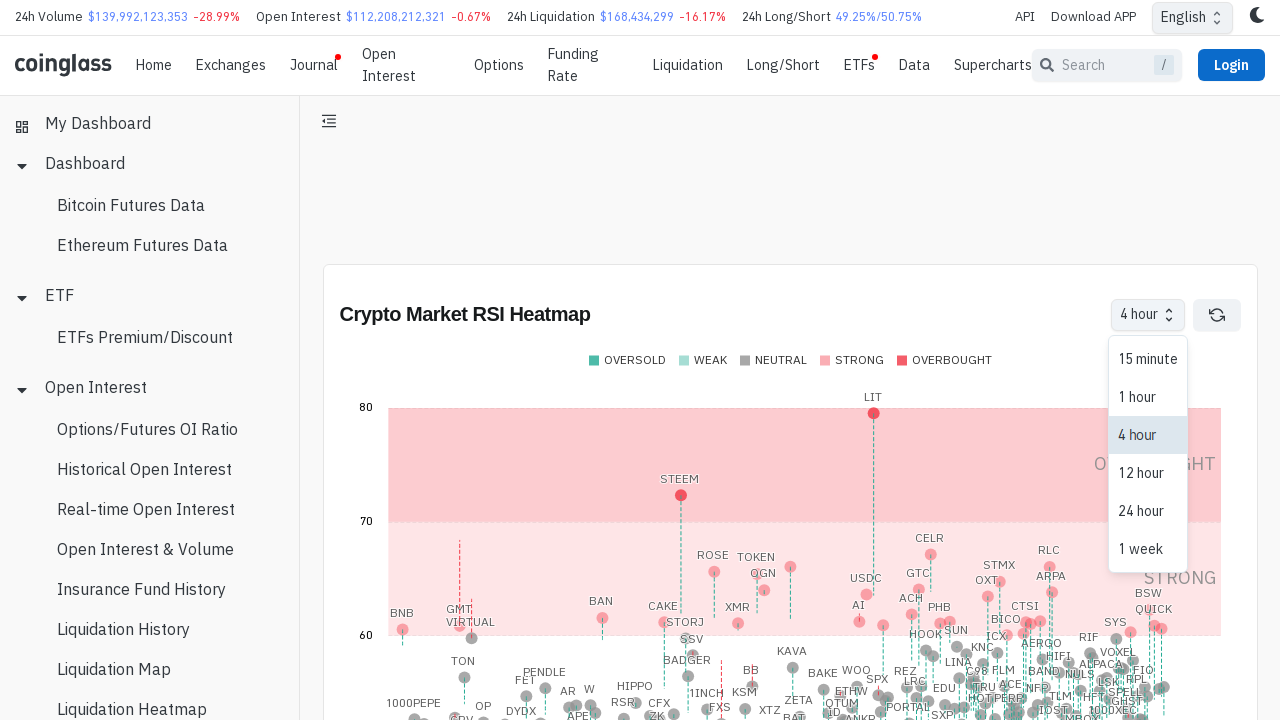 24h Volume $139,992,123,353 -28.99% Open Interest $112,208,212,321 -0.67% 24h Liquidation $168,434,299 -16.17% 24h Long/Short 49.25%/50.75% API Download APP English
coinglass Home Exchanges Journal Open Interest Options Funding Rate Liquidation Long/Short ETFs Data Supercharts Search / Login
My Dashboard
Dashboard
Bitcoin Futures Data
Ethereum Futures Data
ETF
ETFs Premium/Discount
Open Interest
Options/Futures OI Ratio
Historical Open Interest
Real-time Open Interest
Open Interest & Volume
Insurance Fund History
Liquidation History
Liquidation Map
Liquidation Heatmap
Crypto Market RSI Heatmap 4 hour
15 minute
1 hour
4 hour
12 hour
24 hour
1 week
OVERSOLD WEAK NEUTRAL STRONG OVERBOUGHT
80
LIT
STEEM
70
STRONG
CELR
RLC
ROSE TOKEN
STMX
OGN USDC GTC OXT ARPA
BSW
BAN CAKE XMR AI ACH PHB CTSI QUICK
BNB GMT
VIRTUAL STORJ BICO SYS
60
SSV HOOK SUN ICX AERGO RIF
KAVA KNC VOXEL
TON BADGER LINA HIFI ALPACA
PENDLE BB BAKE WOO REZ C98 FLM BAND NULS FIO
FET SPX LRC RPL
AR W HIPPO 1INCH KSM ETHW EDU TRU ACE NFP LSK SPELL
1000PEPE OP RSR CFX FXS ZETA QTUM PORTAL HOT PERP TLM HFT GHST
DYDX APE ZK XTZ SXP IOST
BAT ANKR